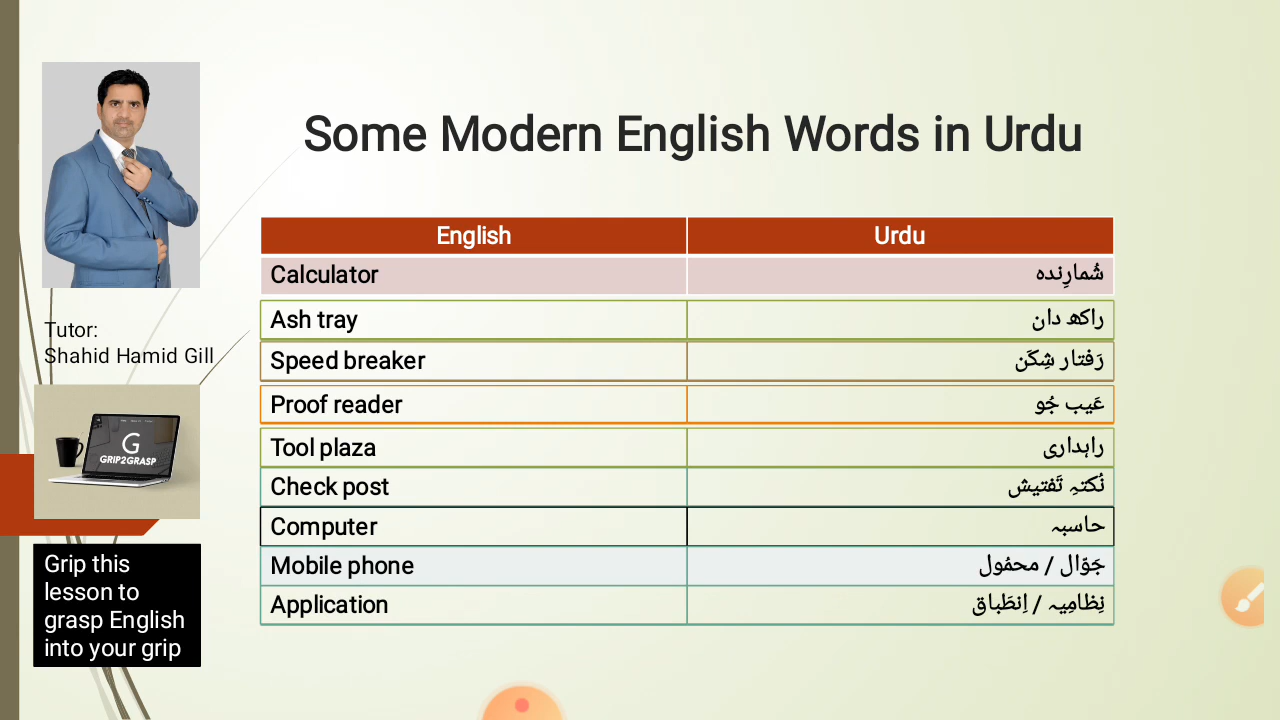 Some Modern English Words in Urdu
English	Urdu
Calculator	شُمارِندہ
Ash tray	راکھ دان
Speed breaker	رَفتار شِکَن
Proof reader	عَیب جُو
Tool plaza	راہداری
Check post	نُکتہِ تَفتیش
Computer	حاسبہ
Mobile phone	جَوّال / محمُول
Application	نِظامِیہ / اِنطَباق
Tutor:
Shahid Hamid Gill
G
GRIP2GRASP
Grip this
lesson to
grasp English
into your grip